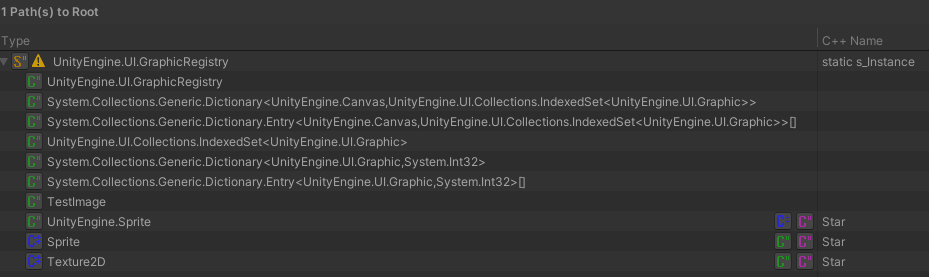 1 Path(s) to Root
Type C++ Name
UnityEngine.UI.GraphicRegistry static s_Instance
UnityEngine.UI.GraphicRegistry
System.Collections.Generic.Dictionary<UnityEngine.Canvas,UnityEngine.UI.Collections.IndexedSet<UnityEngine.UI.Graphic>>
System.Collections.Generic.Dictionary.Entry<UnityEngine.Canvas,UnityEngine.UI.Collections.IndexedSet<UnityEngine.UI.Graphic>>[]
UnityEngine.UI.Collections.IndexedSet<UnityEngine.UI.Graphic>
System.Collections.Generic.Dictionary<UnityEngine.UI.Graphic,System.Int32>
System.Collections.Generic.Dictionary.Entry<UnityEngine.UI.Graphic,System.Int32>[]
TestImage
UnityEngine.Sprite Star
Sprite Star
Texture2D Star